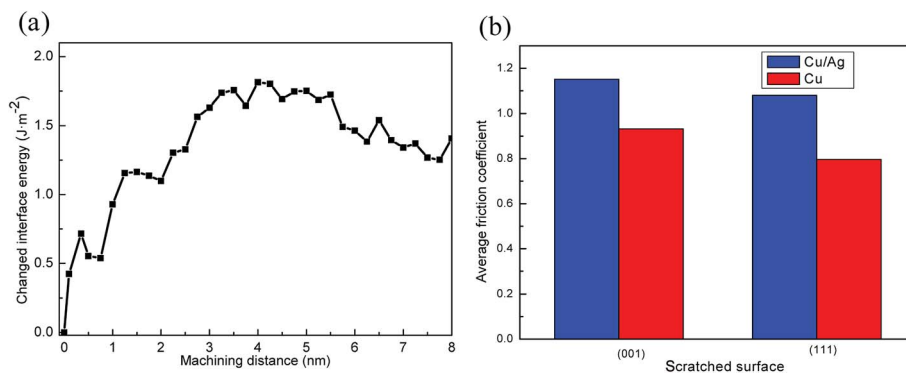 (a)
Changed interface energy (J·m⁻²)
2.0
1.5
1.0
0.5
0.0
0 1 2 3 4 5 6 7 8
Machining distance (nm)
(b)
Average friction coefficient
1.2
1.0
0.8
0.6
0.4
0.2
0.0
Cu/Ag
Cu
(001) (111)
Scratched surface